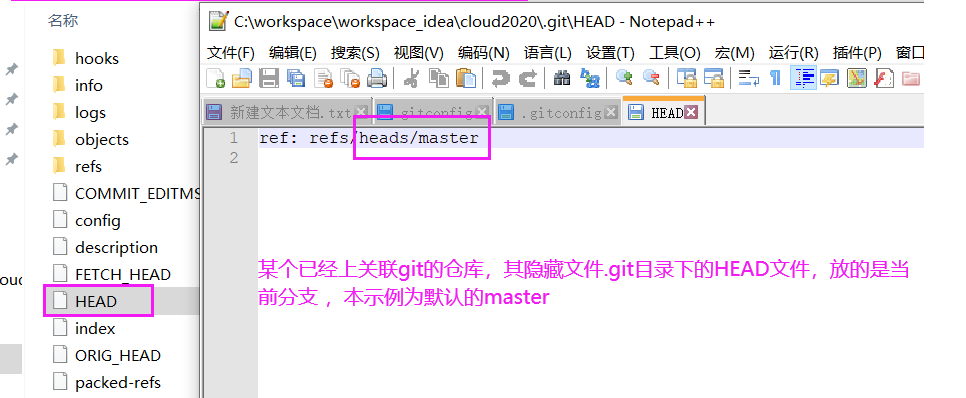 名称
hooks
info
logs
objects
refs
COMMIT_EDITMS
config
description
FETCH_HEAD
HEAD
index
ORIG_HEAD
packed-refs
C:\workspace\workspace_idea\cloud2020\.git\HEAD - Notepad++
文件(F) 编辑(E) 搜索(S) 视图(V) 编码(N) 语言(L) 设置(T) 工具(O) 宏(M) 运行(R) 插件(P) 窗口
新建文本文档.txt .gitconfig .gitconfig HEAD
1 ref: refs/heads/master
2
某个已经上关联git的仓库，其隐藏文件.git目录下的HEAD文件，放的是当
前分支 ，本示例为默认的master